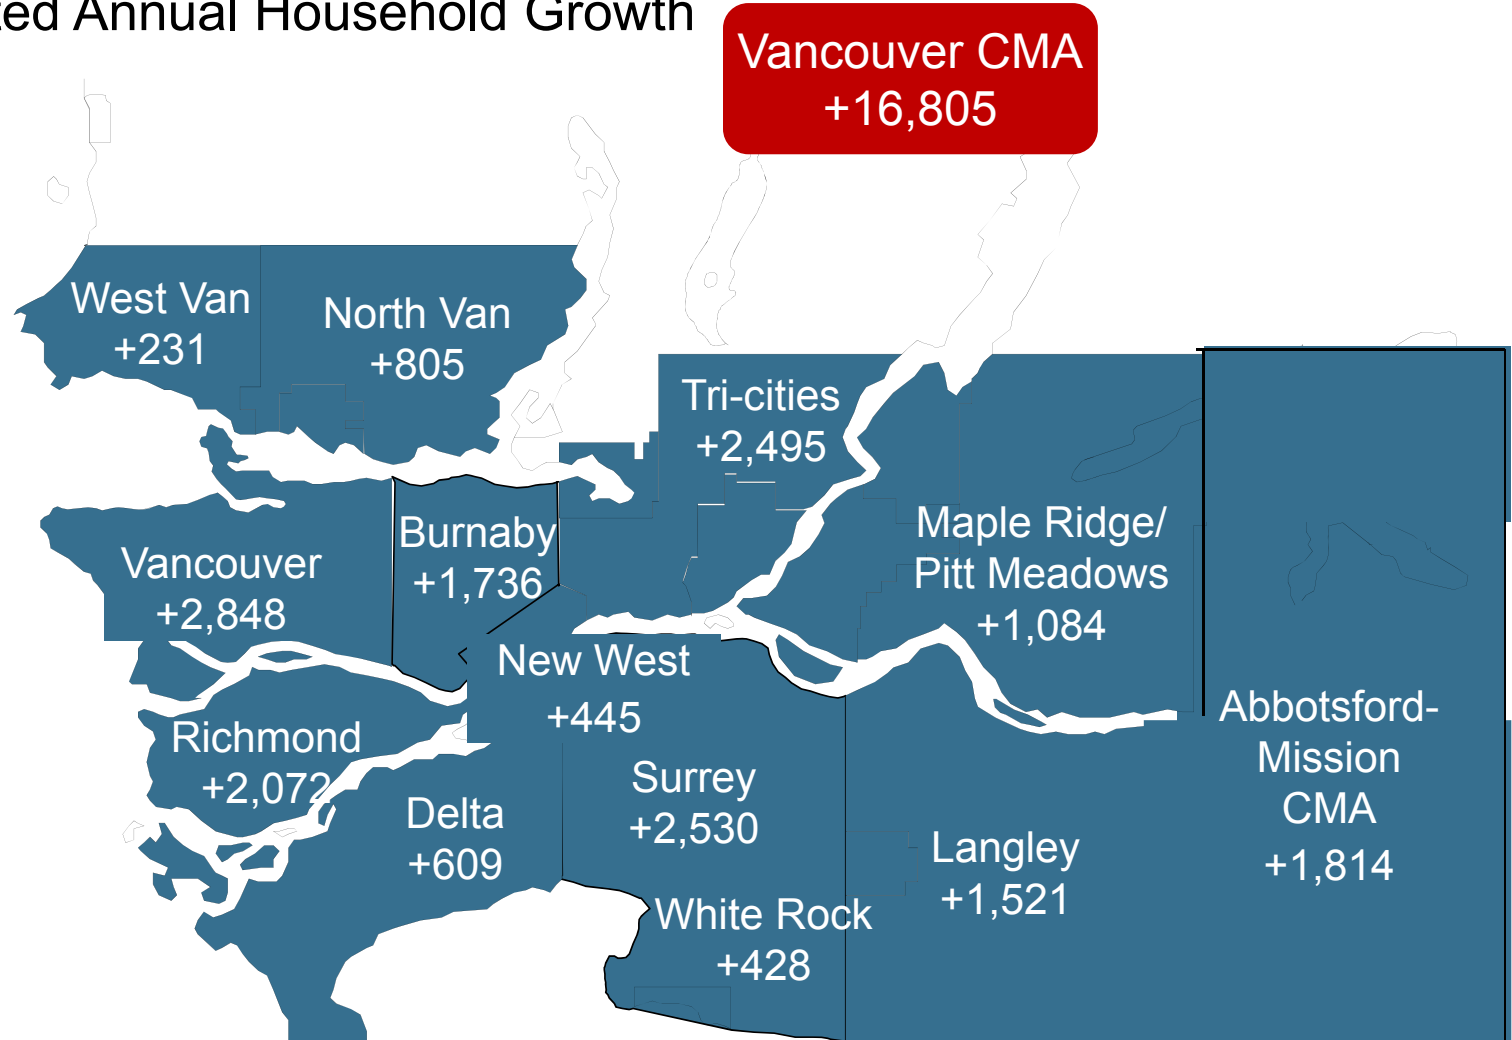 Annual Household Growth
Vancouver CMA
+16,805
West Van
+231
North Van
+805
Tri-cities
+2,495
Burnaby
+1,736
Vancouver
+2,848
Maple Ridge/
Pitt Meadows
+1,084
New West
+445
Richmond
+2,072
Delta
+609
Surrey
+2,530
White Rock
+428
Langley
+1,521
Abbotsford-
Mission
CMA
+1,814